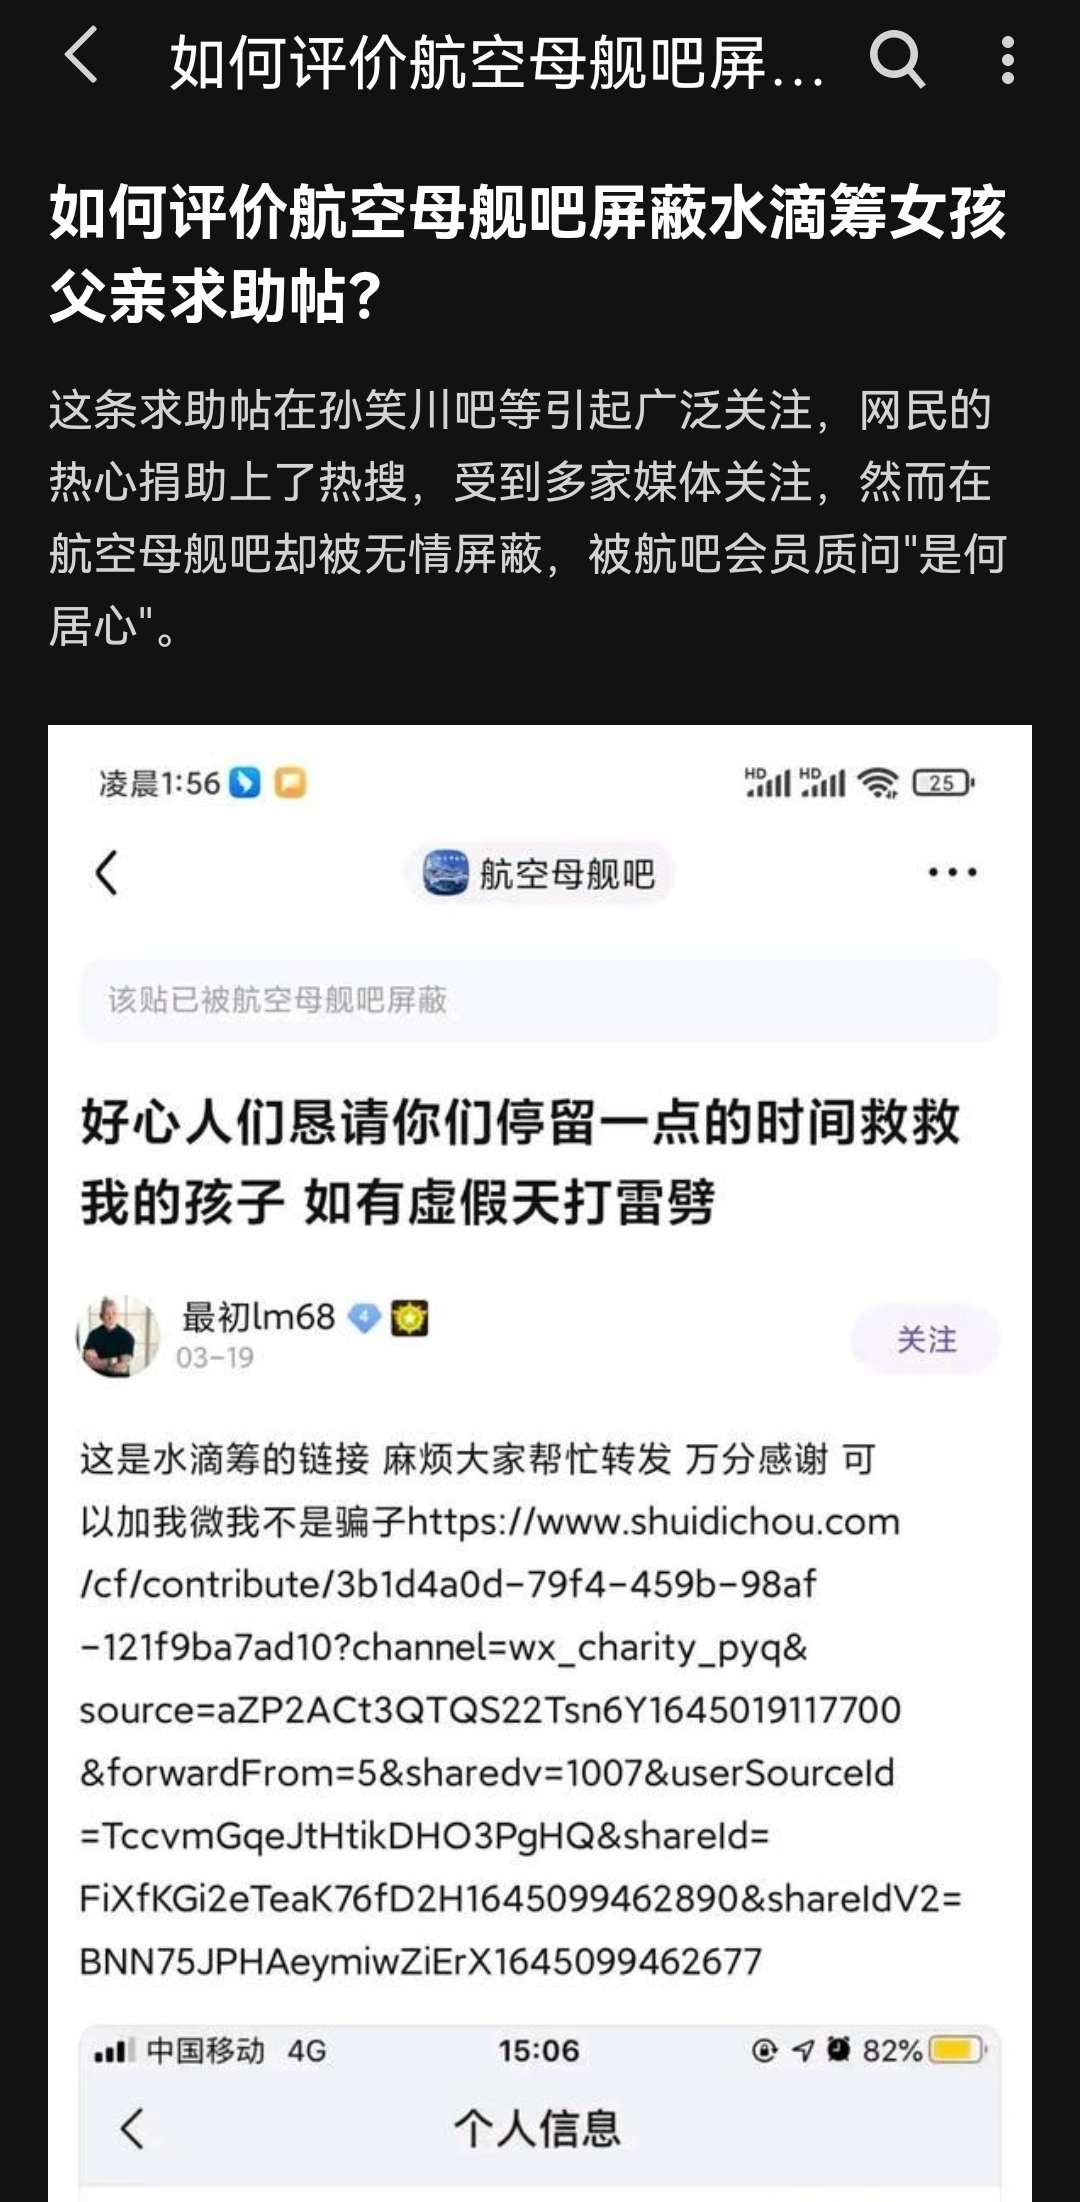 如何评价航空母舰吧屏...
如何评价航空母舰吧屏蔽水滴筹女孩
父亲求助帖?
这条求助帖在孙笑川吧等引起广泛关注，网民的
热心捐助上了热搜，受到多家媒体关注，然而在
航空母舰吧却被无情屏蔽，被航吧会员质问"是何
居心"。
凌晨1:56 HD HD 25
航空母舰吧
该贴已被航空母舰吧屏蔽
好心人们恳请你们停留一点的时间救救
我的孩子 如有虚假天打雷劈
最初lm68 4
03-19
关注
这是水滴筹的链接 麻烦大家帮忙转发 万分感谢 可
以加我微我不是骗子https://www.shuidichou.com
/cf/contribute/3b1d4a0d-79f4-459b-98af
-121f9ba7ad10?channel=wx_charity_pyq&
source=aZP2ACt3QTQS22Tsn6Y1645019117700
&forwardFrom=5&sharedv=1007&userSourceId
=TccvmGqeJtHtikDHO3PgHQ&shareId=
FiXfKGi2eTeaK76fD2H1645099462890&shareIdV2=
BNN75JPHAeymiwZiErX1645099462677
中国移动 4G 15:06 82%
个人信息